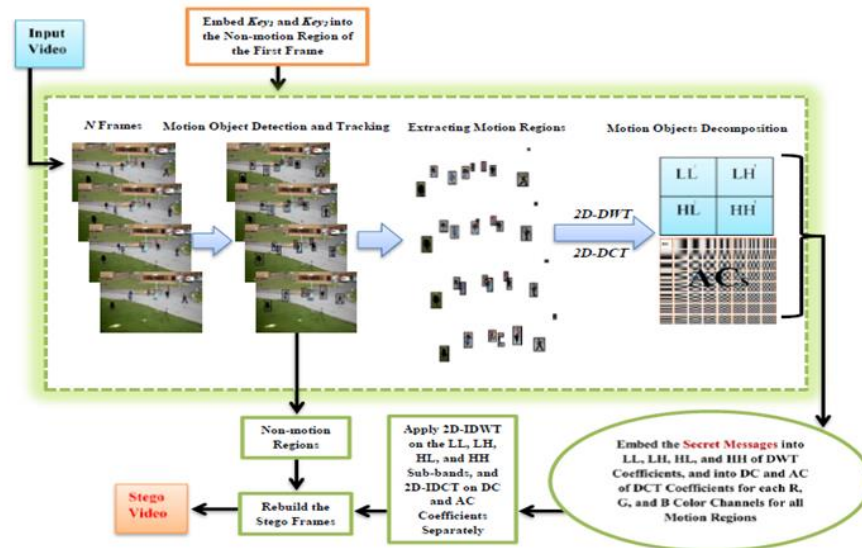 Input
Video
Embed Key1 and Key2 into
the Non-motion Region of
the First Frame
N Frames
Motion Object Detection and Tracking
Extracting Motion Regions
Motion Objects Decomposition
2D-DWT
2D-DCT
LL
LH
HL
HH
ACs
Non-motion
Regions
Stego
Video
Rebuild the
Stego Frames
Apply 2D-IDWT
on the LL, LH,
HL, and HH
Sub-bands, and
2D-IDCT on DC
and AC
Coefficients
Separately
Embed the Secret Messages into
LL, LH, HL, and HH of DWT
Coefficients, and into DC and AC
of DCT Coefficients for each R,
G, and B Color Channels for all
Motion Regions